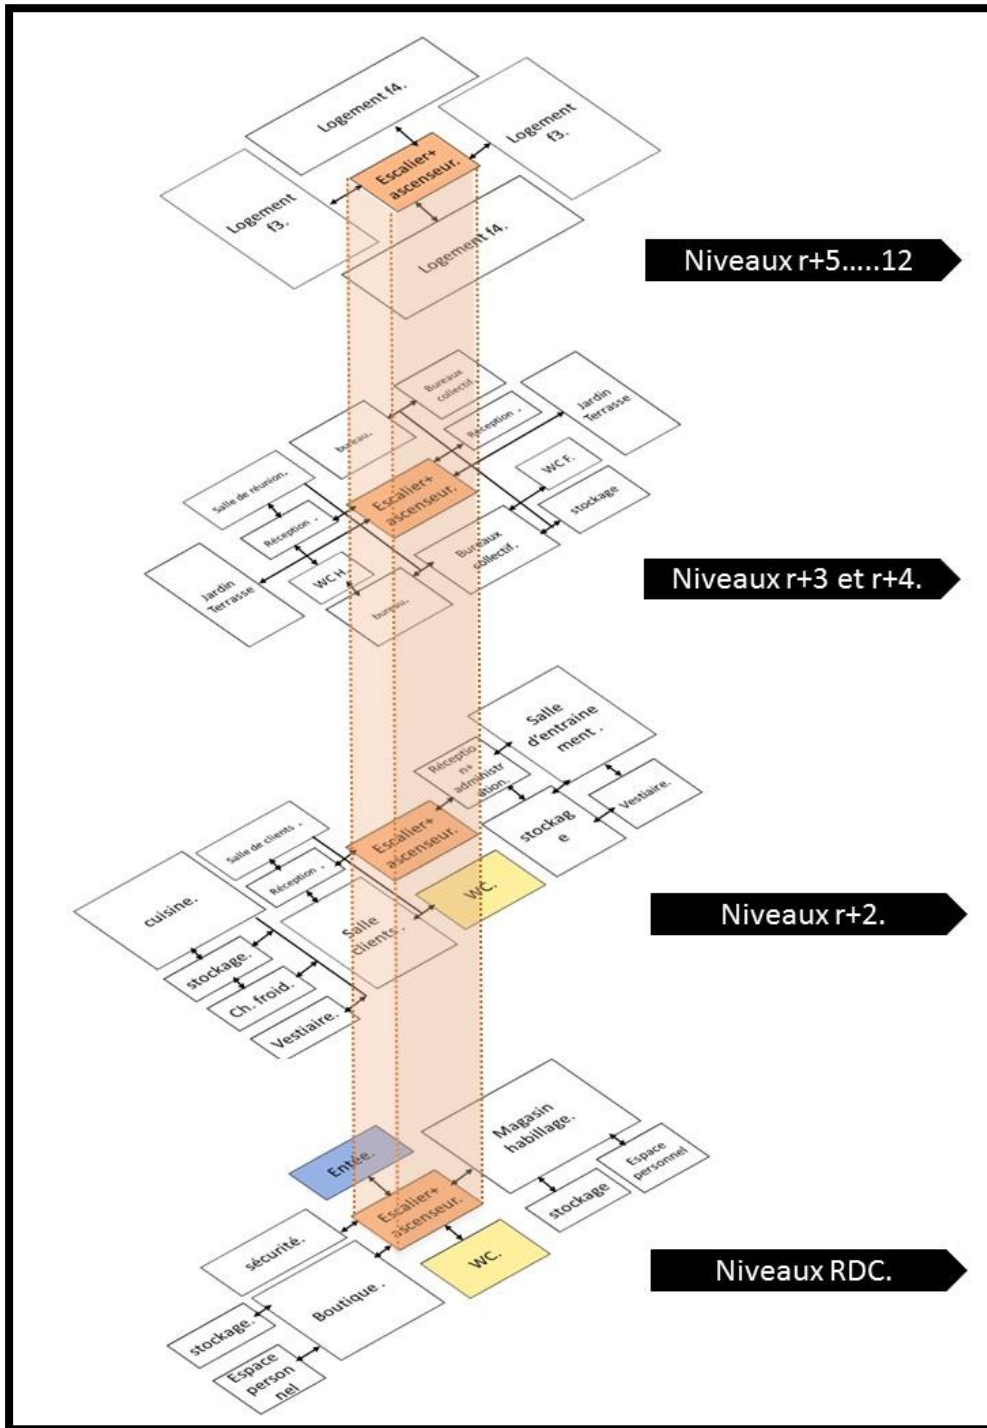 Logement f4.
Logement
f3.
Escalier+
ascenseur.
Logement
f3.
Logement f4.
Niveaux r+5.....12
Bureaux
collectif.
Jardin
Terrasse
Réception .
bureau.
WC F.
Salle de réunion.
Escalier+
ascenseur.
stockage
Réception .
Bureaux
collectif.
WC H.
Jardin
Terrasse
bureau.
Niveaux r+3 et r+4.
Salle
d'entraine
ment .
Réceptio
n+
administr
ation.
Vestiaire.
Escalier+
ascenseur.
stockag
e
Salle de clients .
Réception .
WC.
cuisine.
Salle
clients .
stockage.
Ch. froid.
Vestiaire.
Niveaux r+2.
Magasin
habillage.
Entée.
Espace
personnel
stockage
Escalier+
ascenseur.
sécurité.
WC.
Boutique .
stockage.
Espace
person
nel
Niveaux RDC.